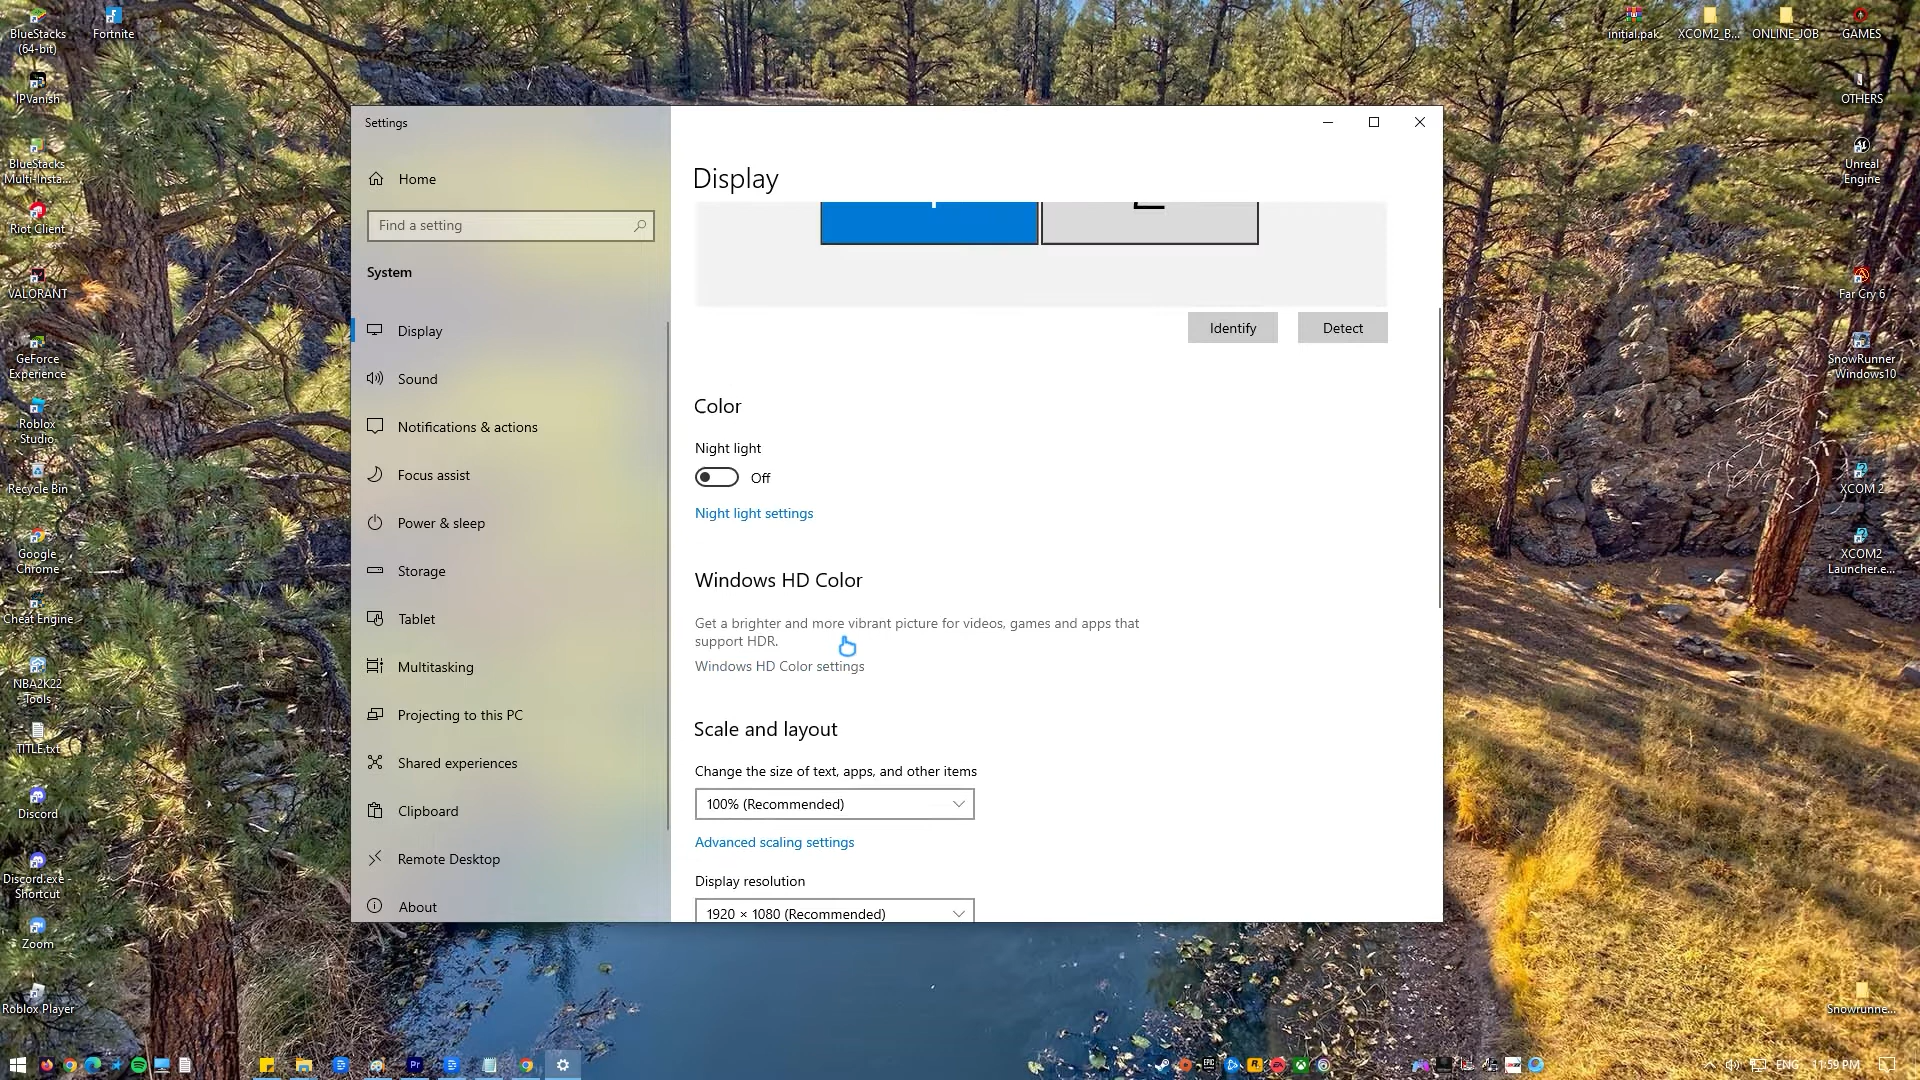 BlueStacks
(64-bit)
Fortnite
IPVanish
BlueStacks
Multi-Insta...
Riot Client
VALORANT
GeForce
Experience
Roblox
Studio
Recycle Bin
Google
Chrome
Cheat Engine
NBA2K22
Tools
TITLE.txt
Discord
Discord.exe -
Shortcut
Zoom
Roblox Player
Settings
Home
Find a setting
System
Display
Sound
Notifications & actions
Focus assist
Power & sleep
Storage
Tablet
Multitasking
Projecting to this PC
Shared experiences
Clipboard
Remote Desktop
About
Display
Identify
Detect
Color
Night light
Off
Night light settings
Windows HD Color
Get a brighter and more vibrant picture for videos, games and apps that
support HDR.
Windows HD Color settings
Scale and layout
Change the size of text, apps, and other items
100% (Recommended)
Advanced scaling settings
Display resolution
1920 × 1080 (Recommended)
initial.pak
XCOM2_B...
ONLINE_JOB
GAMES
OTHERS
Unreal
Engine
Far Cry 6
SnowRunner
- Windows10
XCOM 2
XCOM2
Launcher.e...
Snowrunne...
Pr
EPIC
ENG
11:59 PM